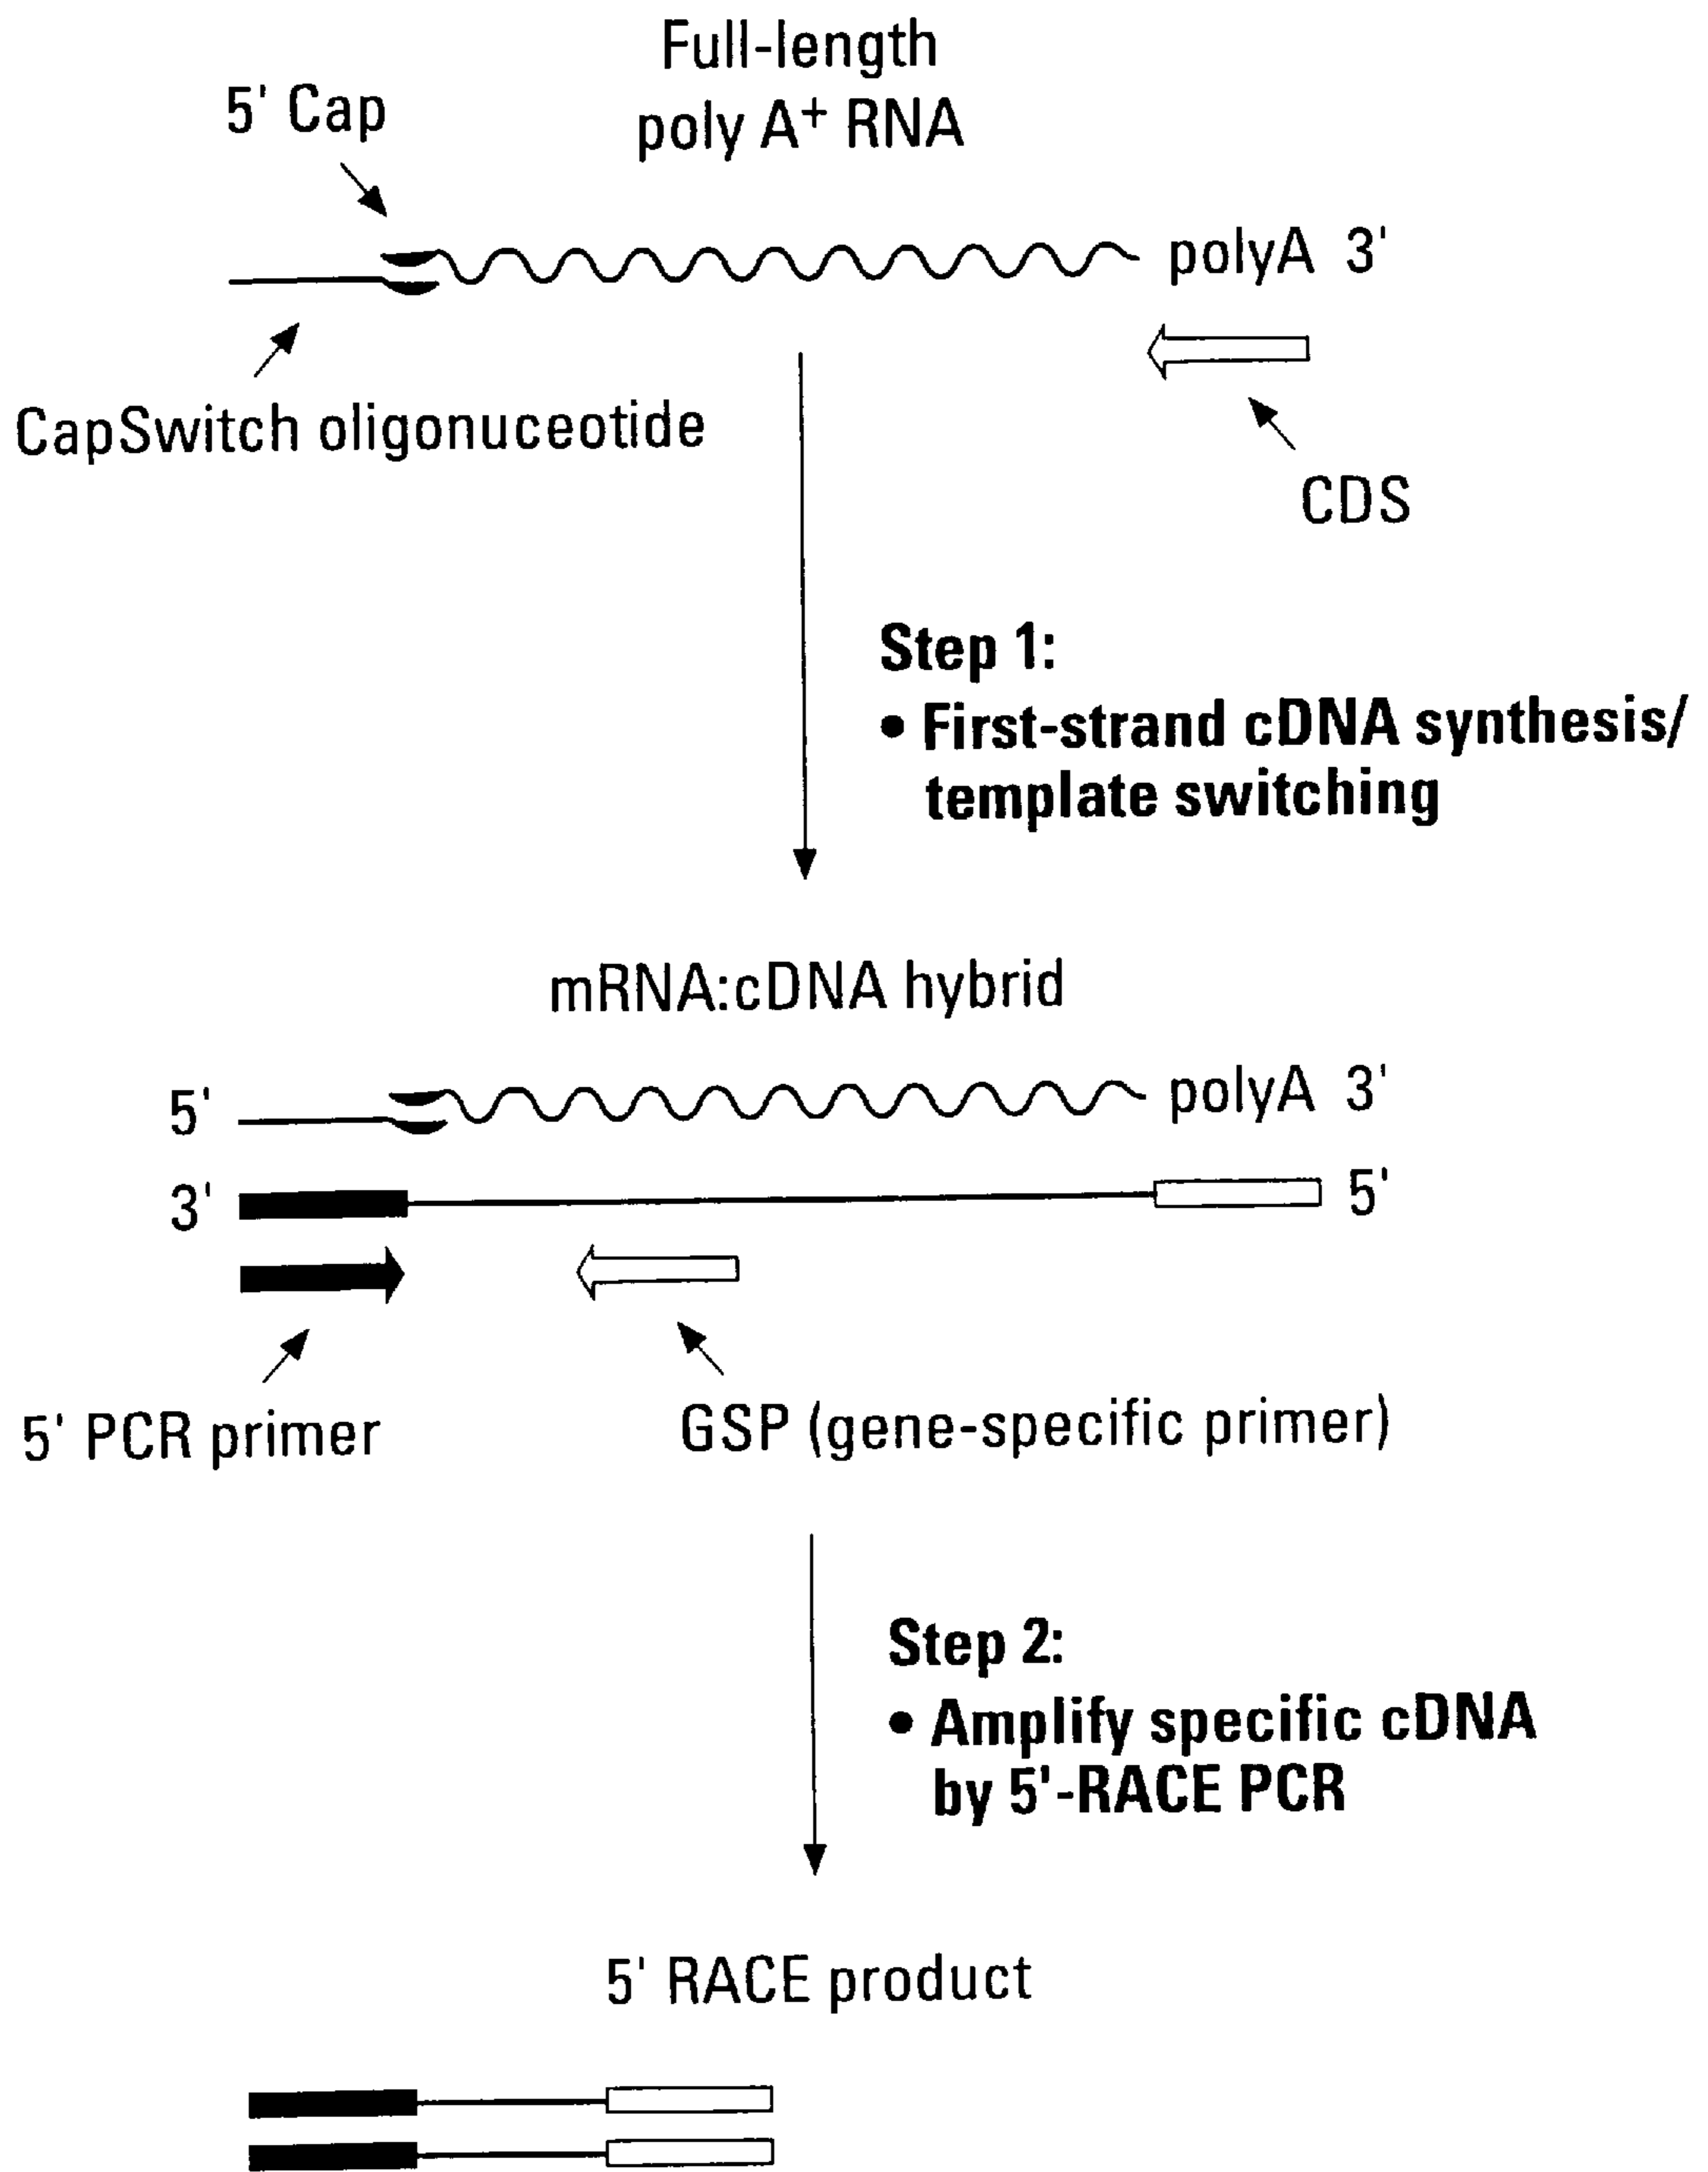 Full-length
poly A+ RNA
5' Cap
polyA 3'
CapSwitch oligonuceotide
CDS
Step 1:
• First-strand cDNA synthesis/
template switching
mRNA:cDNA hybrid
5' polyA 3'
3' 5'
5' PCR primer
GSP (gene-specific primer)
Step 2:
• Amplify specific cDNA
by 5'-RACE PCR
5' RACE product